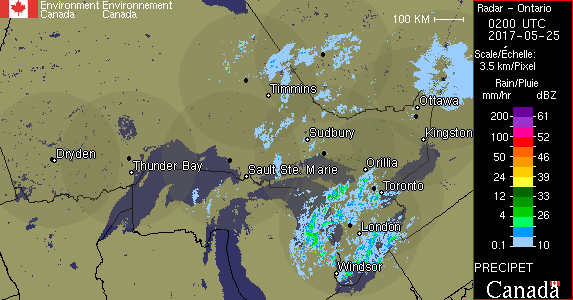 Environment Environnement
Canada Canada
100 KM
Timmins
Ottawa
Sudbury
Kingston
Dryden
Thunder Bay
Sault Ste. Marie
Orillia
Toronto
London
Windsor
Radar - Ontario
0200 UTC
2017-05-25
Scale/Échelle:
3.5 km/Pixel
Rain/Pluie
mm/hr dBZ
200 61
100 52
50 46
24 39
12 33
4 26
0.1 10
PRECIPET
Canada